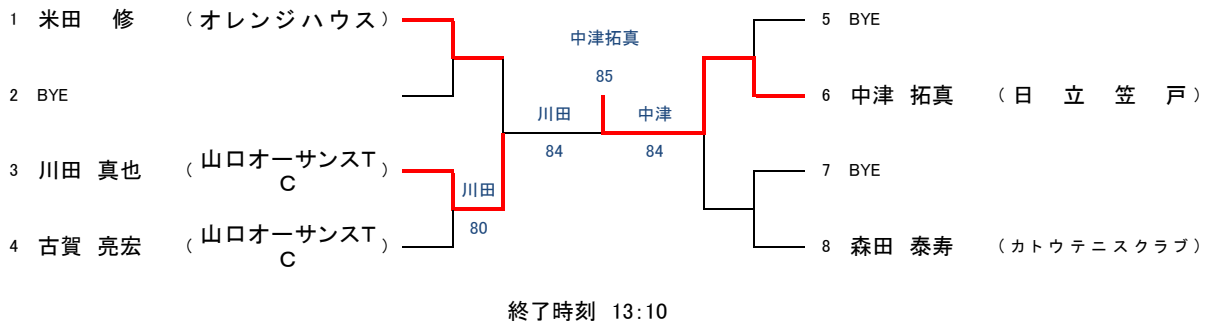 1 米田 修 (オレンジハウス)
2 BYE
3 川田 真也 (山口オーサンスTC)
4 古賀 亮宏 (山口オーサンスTC)
川田
80
川田
84
中津拓真
85
中津
84
5 BYE
6 中津 拓真 (日立笠戸)
7 BYE
8 森田 泰寿 (カトウテニスクラブ)
終了時刻 13:10